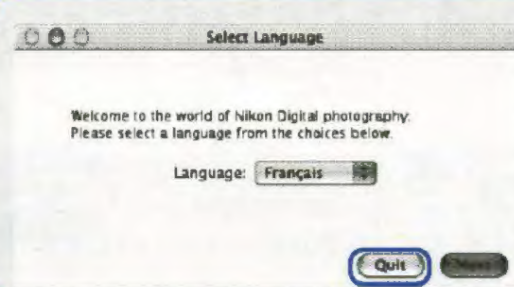 Select Language
Welcome to the world of Nikon Digital photography.
Please select a language from the choices below.
Language: Français
Quit